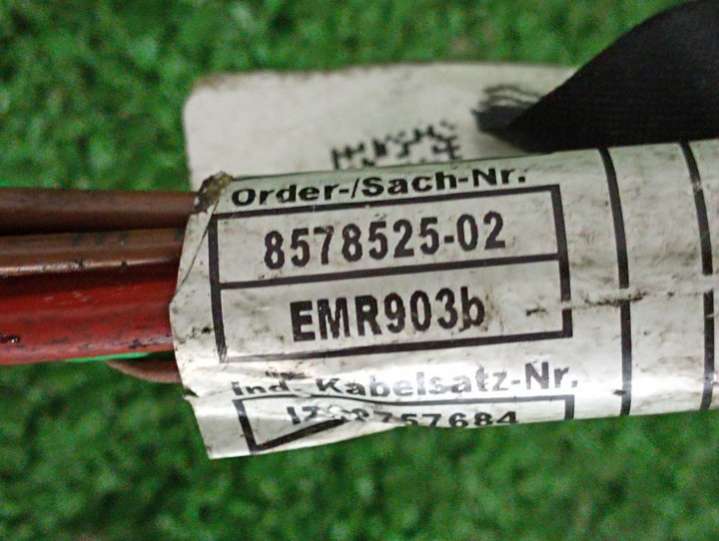 Order-/Sach-Nr.
8578525-02
EMR903b
ind. Kabelsatz-Nr.